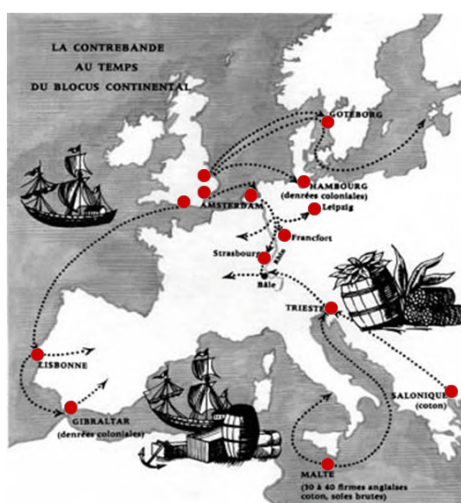 LA CONTREBANDE
AU TEMPS
DU BLOCUS CONTINENTAL
GOTEBORG
HAMBOURG
(denrées coloniales)
AMSTERDAM
Leipzig
Francfort
Strasbourg
Rhin
Bâle
TRIESTE
LISBONNE
SALONIQUE
(coton)
GIBRALTAR
(denrées coloniales)
MALTE
(30 à 40 firmes anglaises
coton, soies brutes)